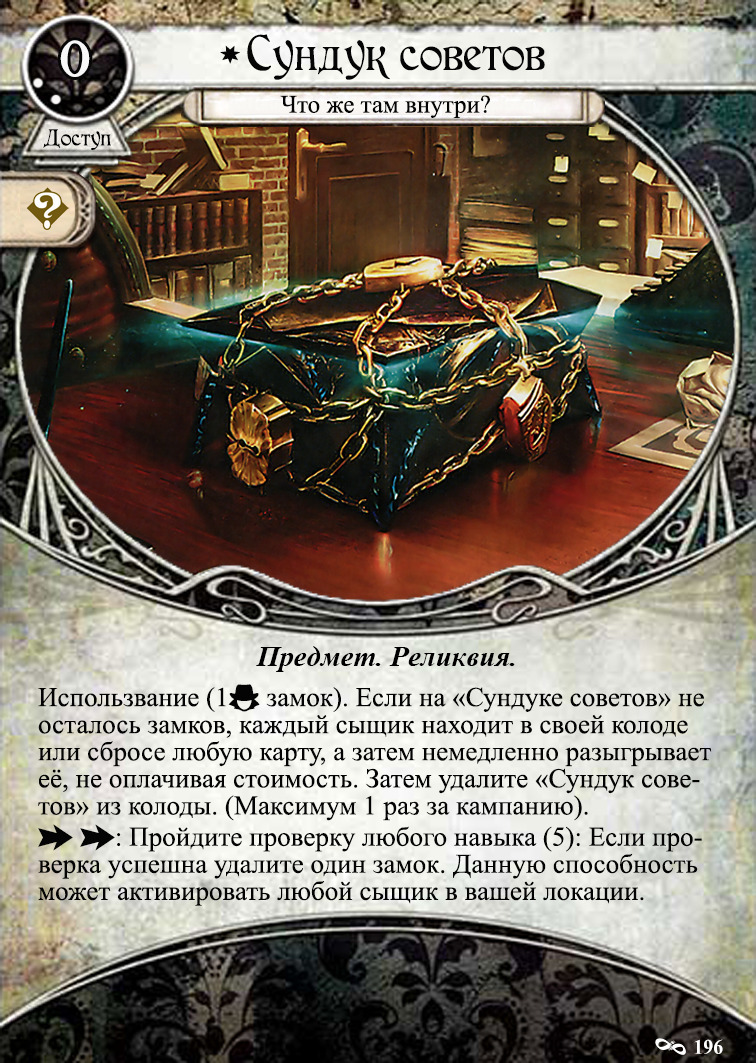 0
Сундук советов
Что же там внутри?
Доступ
?
Предмет. Реликвия.
Использвание (1 замок). Если на «Сундуке советов» не
осталось замков, каждый сыщик находит в своей колоде
или сбросе любую карту, а затем немедленно разыгрывает
её, не оплачивая стоимость. Затем удалите «Сундук сове-
тов» из колоды. (Максимум 1 раз за кампанию).
: Пройдите проверку любого навыка (5): Если про-
верка успешна удалите один замок. Данную способность
может активировать любой сыщик в вашей локации.
196